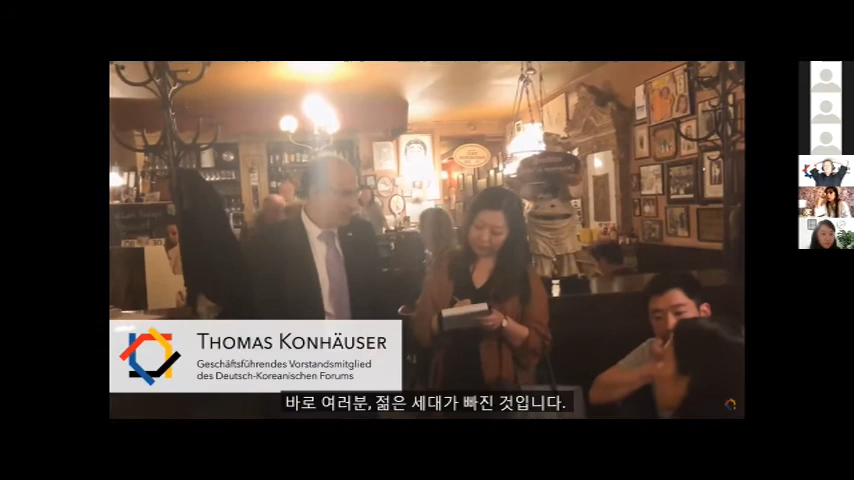 THOMAS KONHÄUSER
Geschäftsführendes Vorstandsmitglied
des Deutsch-Koreanischen Forums
바로 여러분, 젊은 세대가 빠진 것입니다.